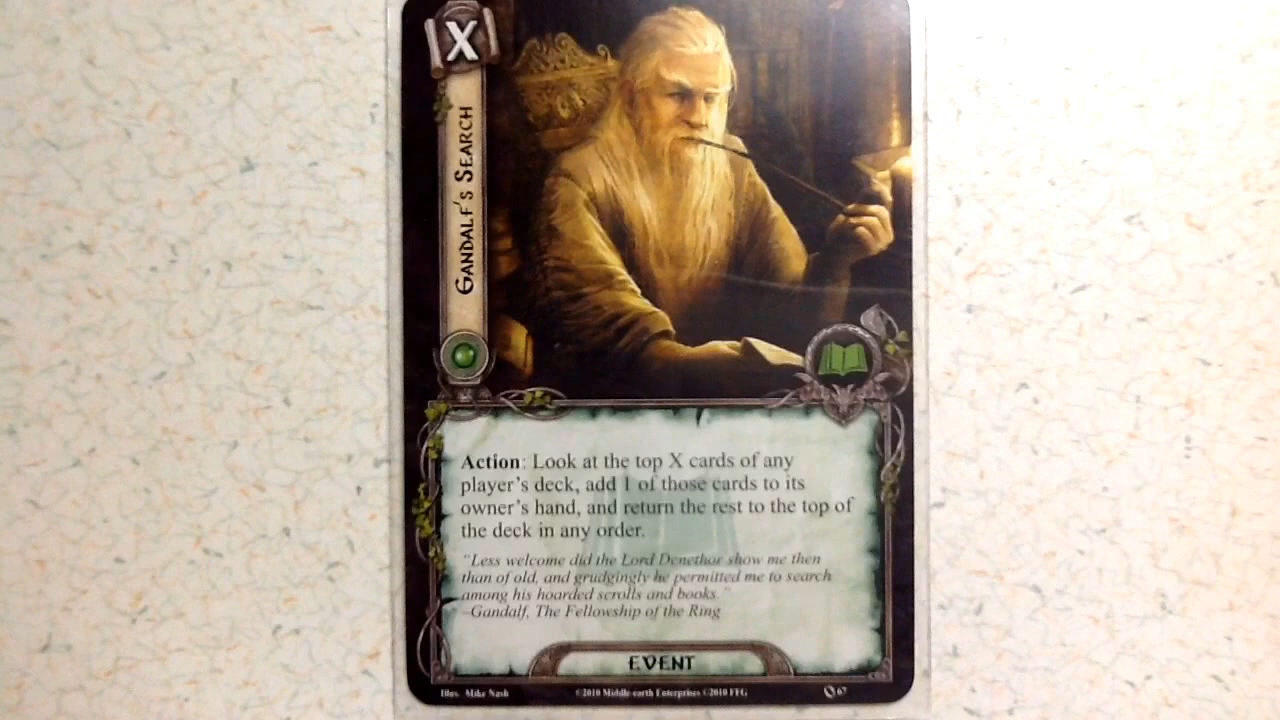 X
GANDALF'S SEARCH
Action: Look at the top X cards of any
player's deck, add 1 of those cards to its
owner's hand, and return the rest to the top of
the deck in any order.
"Less welcome did the Lord Denethor show me then
than of old, and grudgingly he permitted me to search
among his hoarded scrolls and books."
–Gandalf, The Fellowship of the Ring
EVENT
Illus. Mike Nash ©2010 Middle-earth Enterprises ©2010 FFG 67